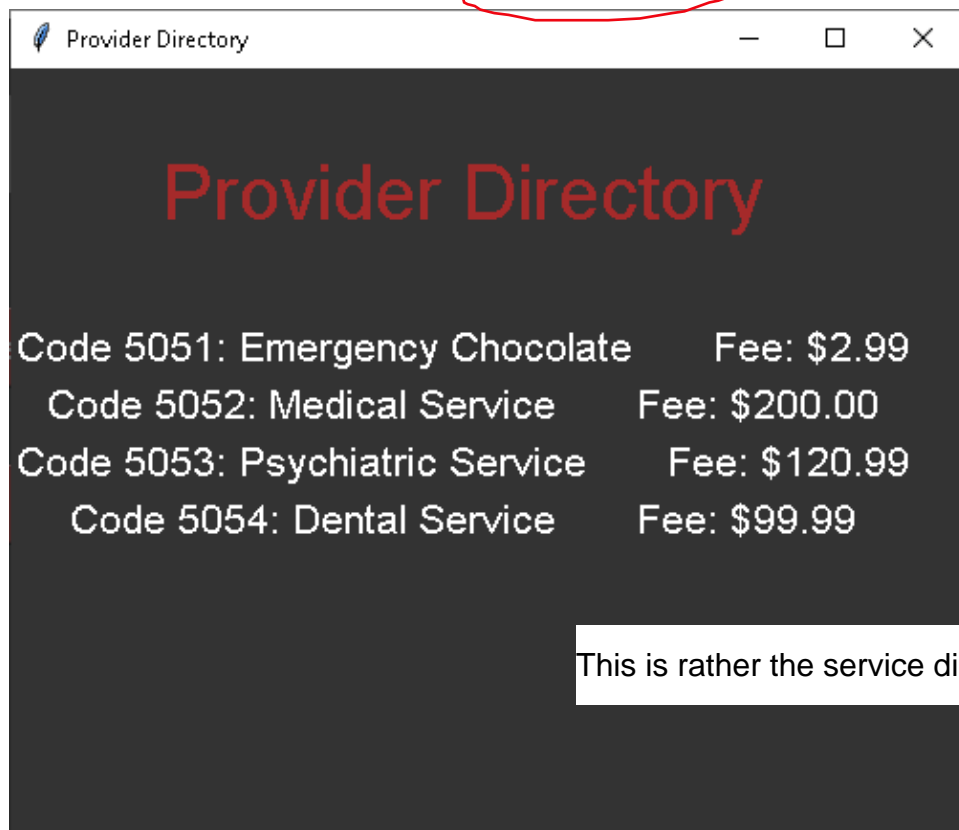 Provider Directory
Provider Directory
Code 5051: Emergency Chocolate Fee: $2.99
Code 5052: Medical Service Fee: $200.00
Code 5053: Psychiatric Service Fee: $120.99
Code 5054: Dental Service Fee: $99.99
This is rather the service di